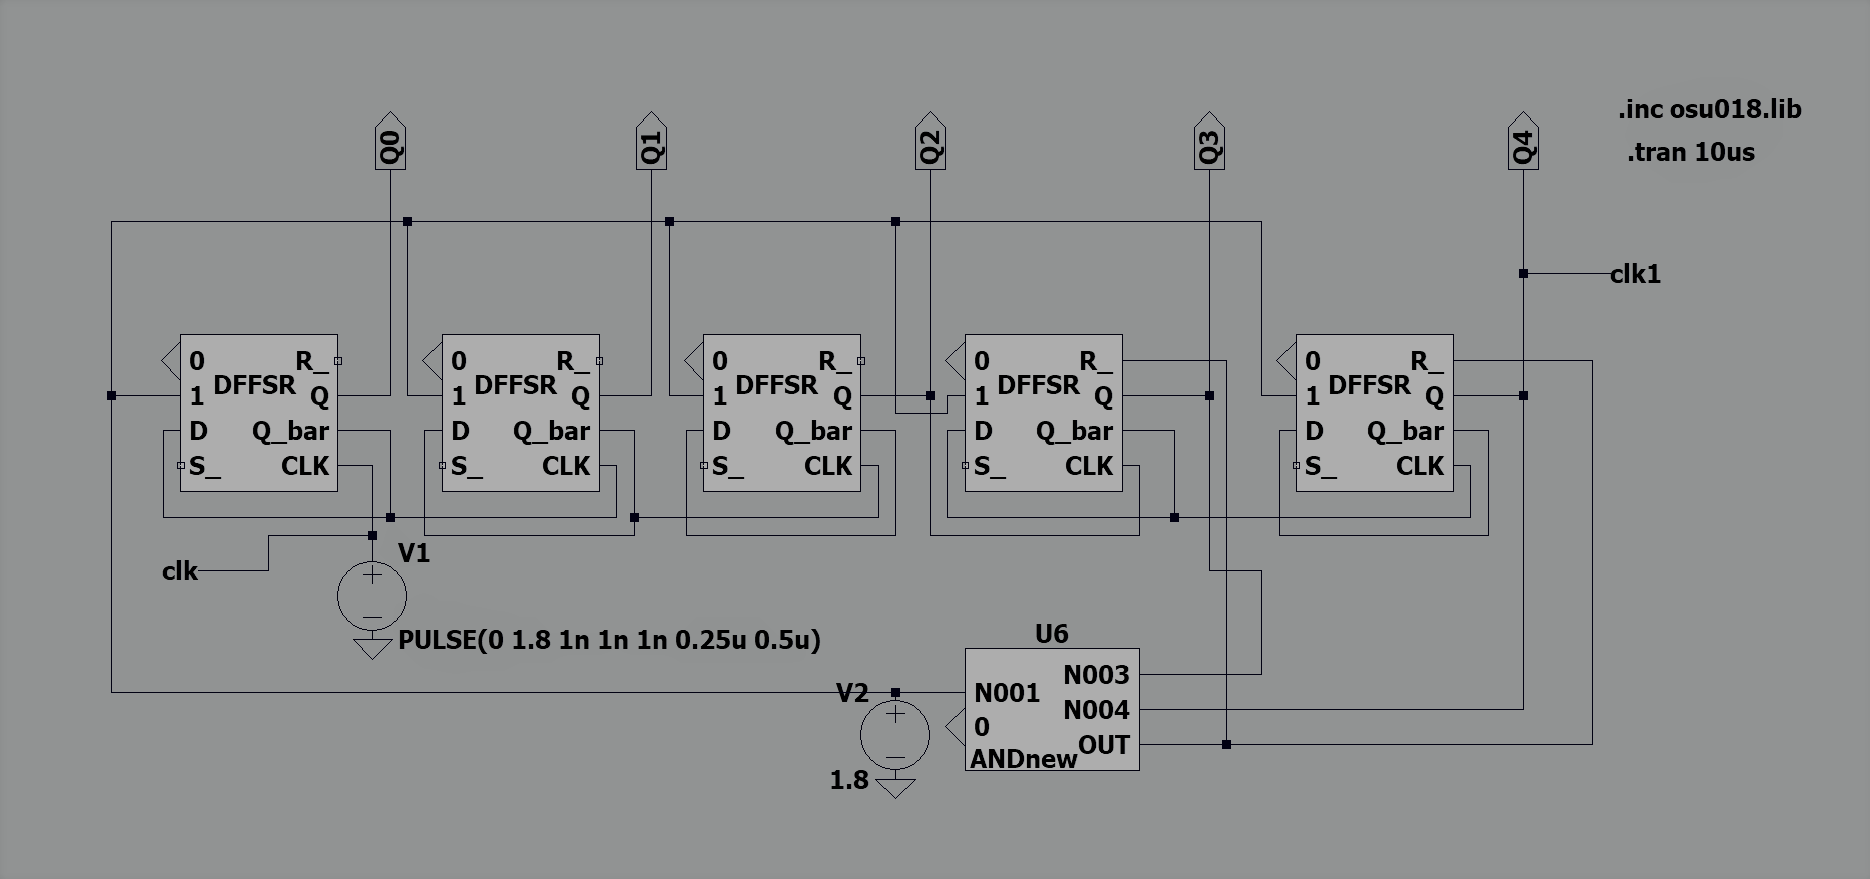 Q0
Q1
Q2
Q3
Q4
.inc osu018.lib
.tran 10us
clk1
0 R_
DFFSR
1 Q
D Q_bar
S_ CLK
0 R_
DFFSR
1 Q
D Q_bar
S_ CLK
0 R_
DFFSR
1 Q
D Q_bar
S_ CLK
0 R_
DFFSR
1 Q
D Q_bar
S_ CLK
0 R_
DFFSR
1 Q
D Q_bar
S_ CLK
clk
V1
PULSE(0 1.8 1n 1n 1n 0.25u 0.5u)
V2
1.8
U6
N003
N001
N004
0
OUT
ANDnew